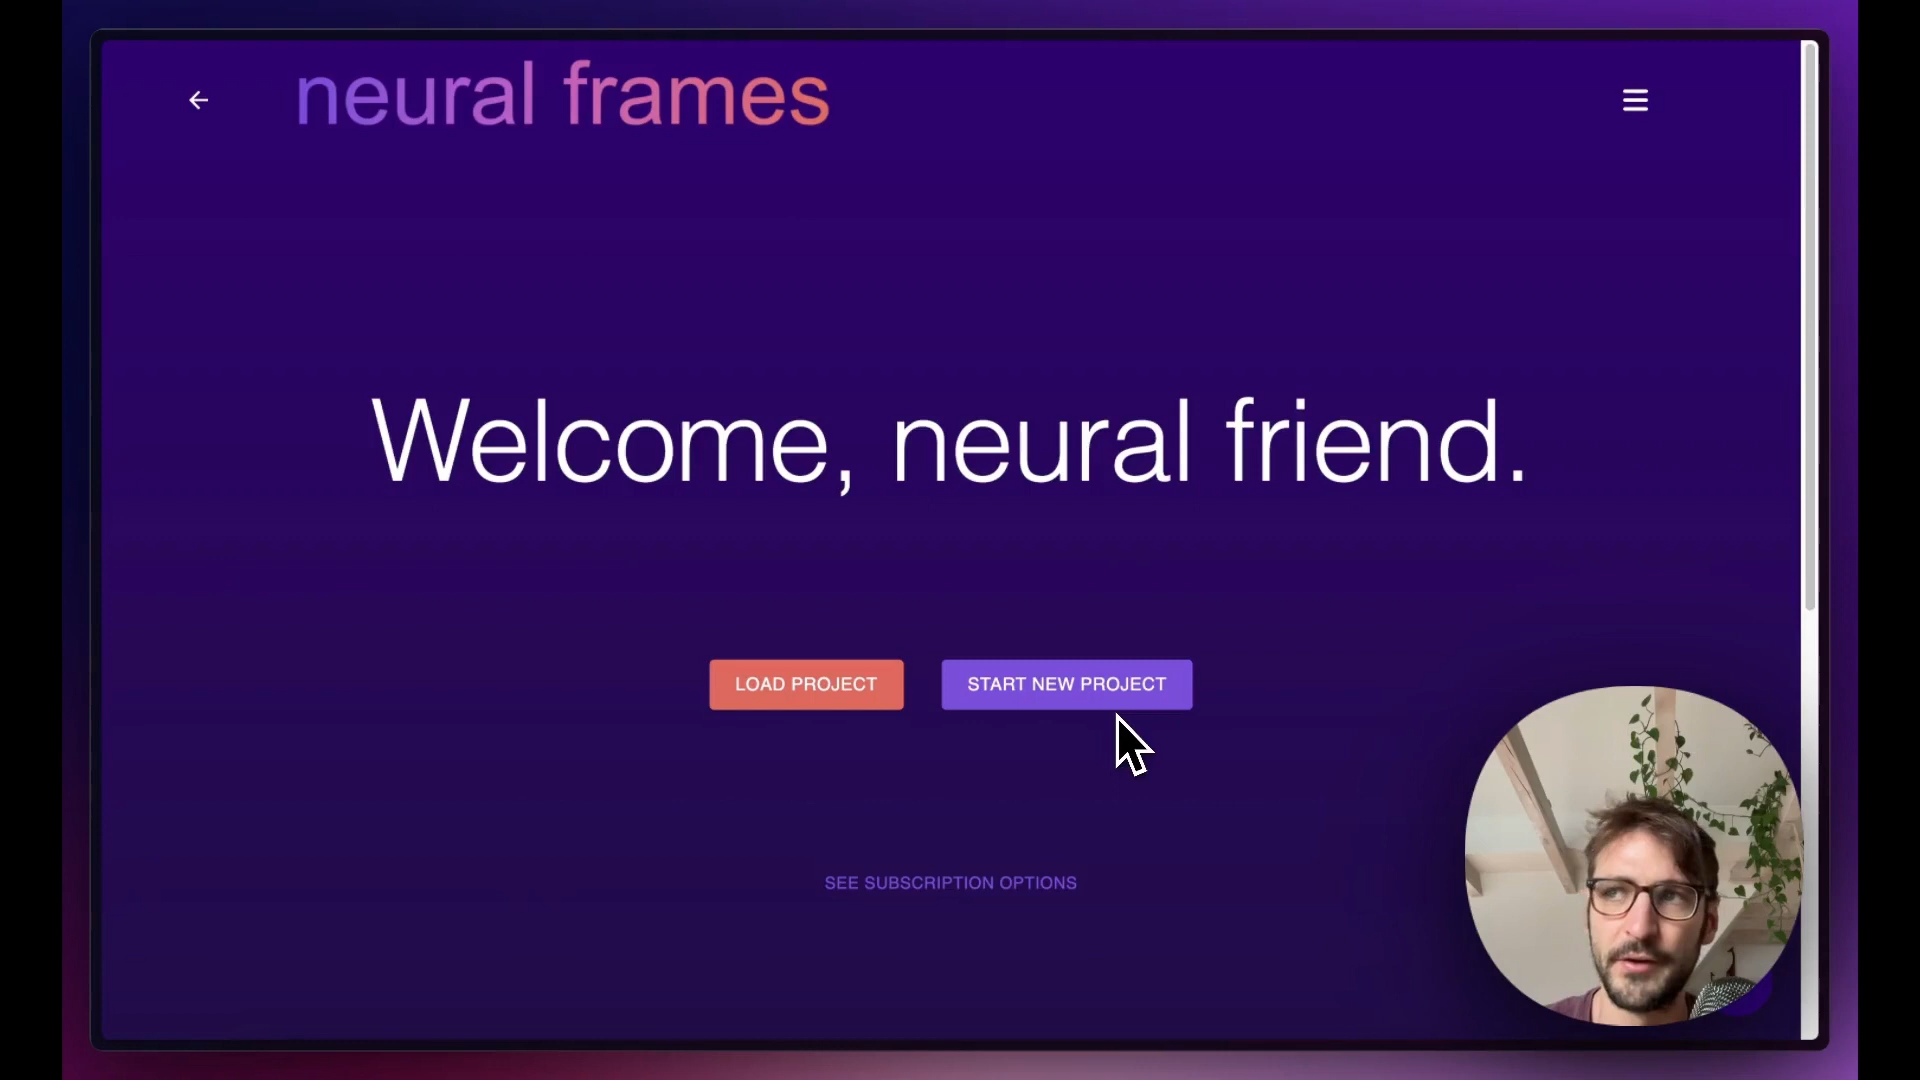 neural frames
Welcome, neural friend.
LOAD PROJECT
START NEW PROJECT
SEE SUBSCRIPTION OPTIONS